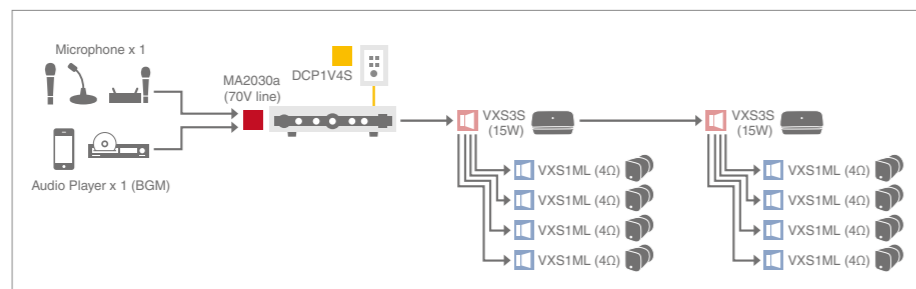 Microphone x 1
Audio Player x 1 (BGM)
MA2030a
(70V line)
DCP1V4S
VXS3S
(15W)
VXS1ML (4Ω)
VXS1ML (4Ω)
VXS1ML (4Ω)
VXS1ML (4Ω)
VXS3S
(15W)
VXS1ML (4Ω)
VXS1ML (4Ω)
VXS1ML (4Ω)
VXS1ML (4Ω)